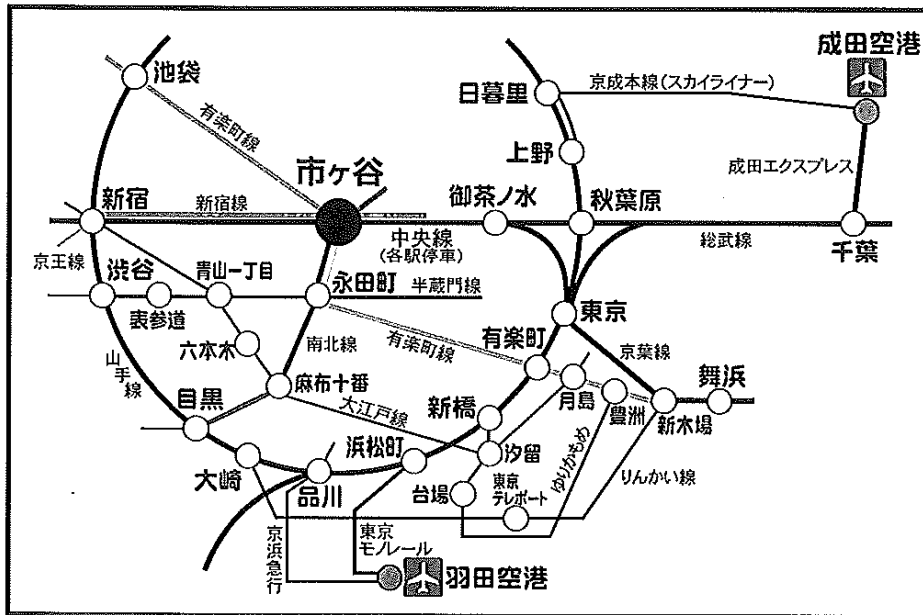 成田空港
池袋
日暮里
京成本線(スカイライナー)
有楽町線
上野
成田エクスプレス
市ヶ谷
新宿
新宿線
御茶ノ水
秋葉原
中央線
(各駅停車)
総武線
千葉
京王線
渋谷
青山一丁目
永田町
半蔵門線
表参道
東京
六本木
南北線
有楽町線
有楽町
京葉線
山手線
麻布十番
月島
豊洲
新木場
舞浜
目黒
大江戸線
新橋
浜松町
汐留
ゆりかもめ
りんかい線
大崎
品川
台場
東京
テレポート
京浜急行
東京
モノレール
羽田空港